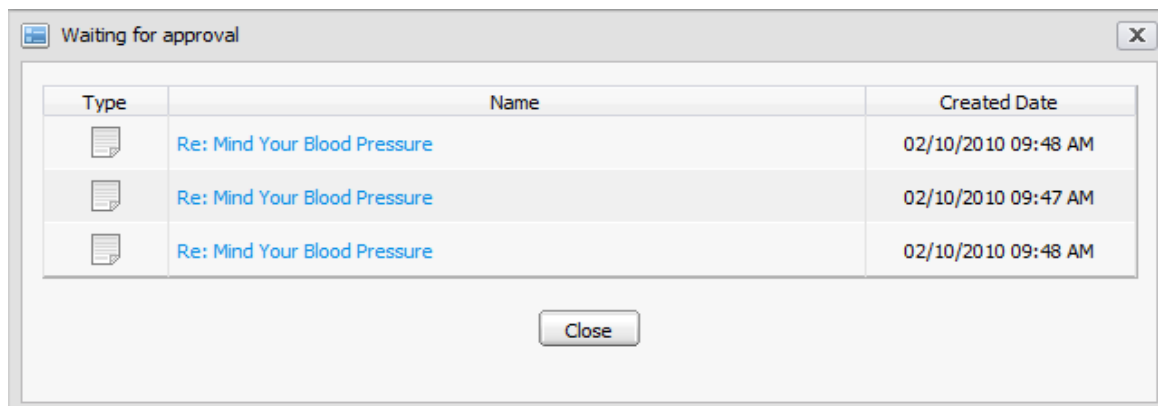 Waiting for approval X
Type Name Created Date
Re: Mind Your Blood Pressure 02/10/2010 09:48 AM
Re: Mind Your Blood Pressure 02/10/2010 09:47 AM
Re: Mind Your Blood Pressure 02/10/2010 09:48 AM
Close